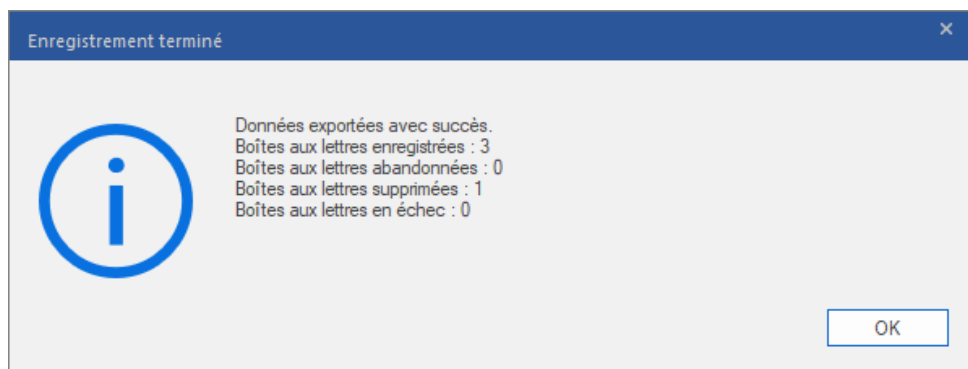 Enregistrement terminé
Données exportées avec succès.
Boîtes aux lettres enregistrées : 3
Boîtes aux lettres abandonnées : 0
Boîtes aux lettres supprimées : 1
Boîtes aux lettres en échec : 0
OK